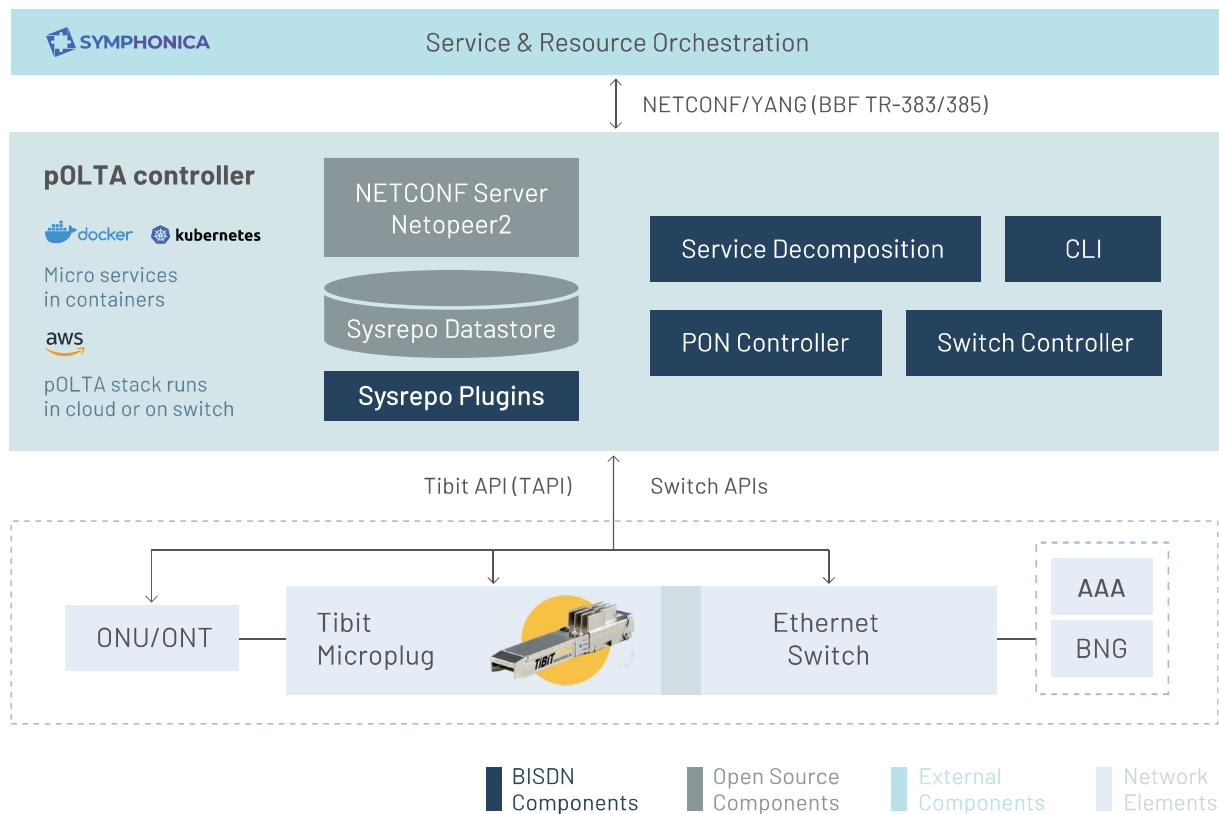 SYMPHONICA
Service & Resource Orchestration
NETCONF/YANG (BBF TR-383/385)
pOLTA controller
docker
kubernetes
Micro services
in containers
aws
pOLTA stack runs
in cloud or on switch
NETCONF Server
Netopeer2
Sysrepo Datastore
Sysrepo Plugins
Service Decomposition
CLI
PON Controller
Switch Controller
Tibit API (TAPI)
Switch APIs
ONU/ONT
Tibit
Microplug
TiBiT
Ethernet
Switch
AAA
BNG
BISDN
Components
Open Source
Components
External
Components
Network
Elements